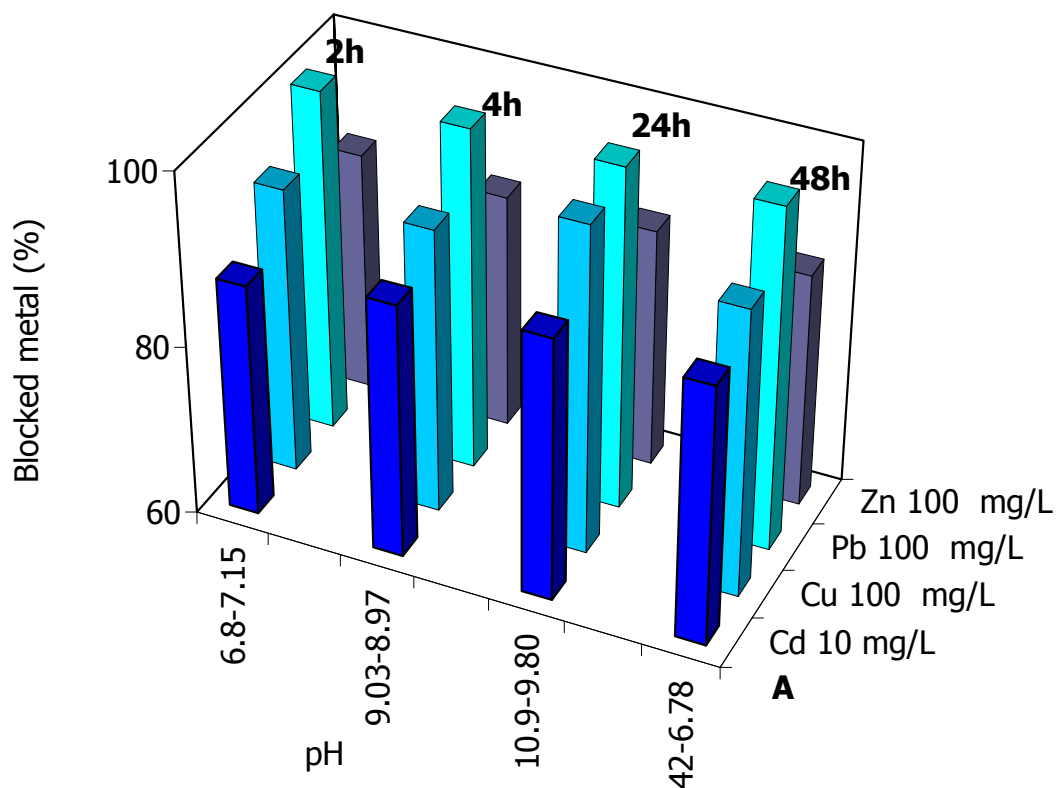 2h
4h
24h
48h
100
80
60
Blocked metal (%)
6.8-7.15
9.03-8.97
10.9-9.80
42-6.78
pH
Zn 100 mg/L
Pb 100 mg/L
Cu 100 mg/L
Cd 10 mg/L
A